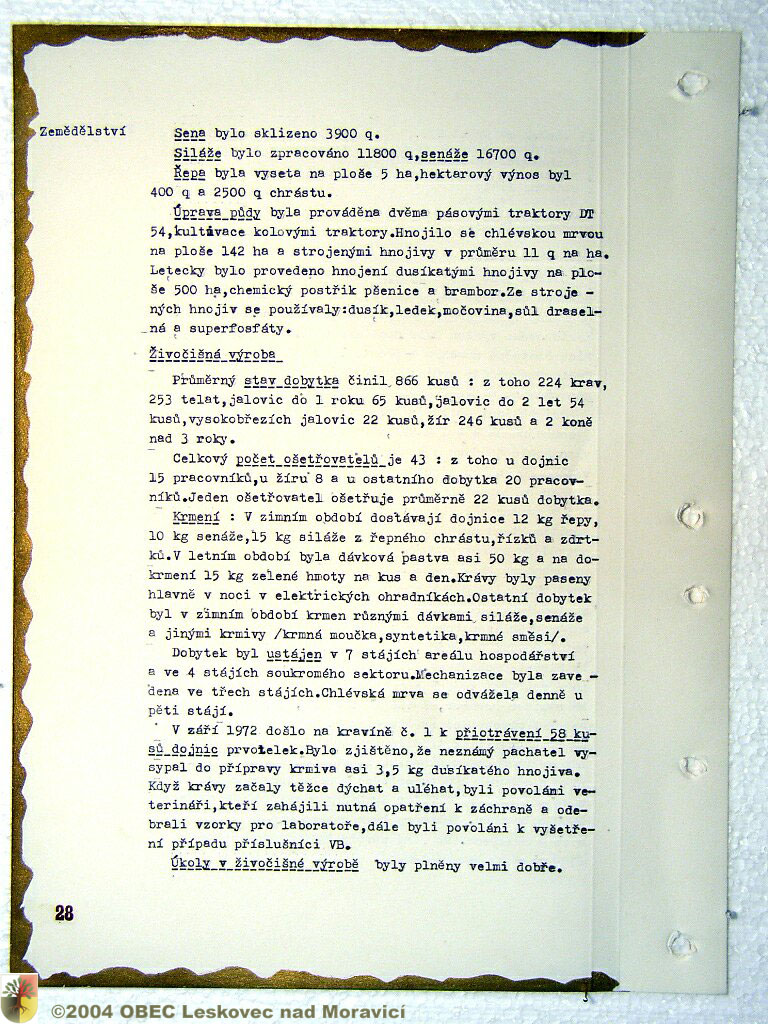 Zemědělství
Sena bylo sklizeno 3900 q.
Siláže bylo zpracováno 11800 q,senáže 16700 q.
Řepa byla vyseta na ploše 5 ha,hektarový výnos byl
400 q a 2500 q chrástu.
Úprava půdy byla prováděna dvěma pásovými traktory DT
54,kultivace kolovými traktory.Hnojilo se chlévskou mrvou
na ploše 142 ha a strojenými hnojivy v průměru 11 q na ha.
Letecky bylo provedeno hnojení dusíkatými hnojivy na plo-
še 500 ha,chemický postřik pšenice a brambor.Ze stroje -
ných hnojiv se používaly:dusík,ledek,močovina,sůl drasel-
ná a superfosfáty.
Živočišná výroba
Průměrný stav dobytka činil 866 kusů : z toho 224 krav,
253 telat,jalovic do 1 roku 65 kusů,jalovic do 2 let 54
kusů,vysokobřezích jalovic 22 kusů,žír 246 kusů a 2 koně
nad 3 roky.
Celkový počet ošetřovatelů je 43 : z toho u dojnic
15 pracovníků,u žíru 8 a u ostatního dobytka 20 pracov-
níků.Jeden ošetřovatel ošetřuje průměrně 22 kusů dobytka.
Krmení : V zimním období dostávají dojnice 12 kg řepy,
10 kg senáže,15 kg siláže z řepného chrástu,řízků a zdrt-
ků.V letním období byla dávková pastva asi 50 kg a na do-
krmení 15 kg zelené hmoty na kus a den.Krávy byly paseny
hlavně v noci v elektrických ohradníkách.Ostatní dobytek
byl v zimním období krmen různými dávkami siláže,senáže
a jinými krmivy /krmná moučka,syntetika,krmné směsi/.
Dobytek byl ustájen v 7 stájích areálu hospodářství
a ve 4 stájích soukromého sektoru.Mechanizace byla zave -
dena ve třech stájích.Chlévská mrva se odvážela denně u
pěti stájí.
V září 1972 došlo na kravíně č. 1 k přiotrávení 58 ku-
sů dojnic prvotelek.Bylo zjištěno,že neznámý pachatel vy-
sypal do přípravy krmiva asi 3,5 kg dusíkatého hnojiva.
Když krávy začaly těžce dýchat a uléhat,byli povoláni ve-
terináři,kteří zahájili nutná opatření k záchraně a ode-
brali vzorky pro laboratoře,dále byli povoláni k vyšetře-
ní případu příslušníci VB.
Úkoly v živočišné výrobě byly plněny velmi dobře.
28
©2004 OBEC Leskovec nad Moravicí